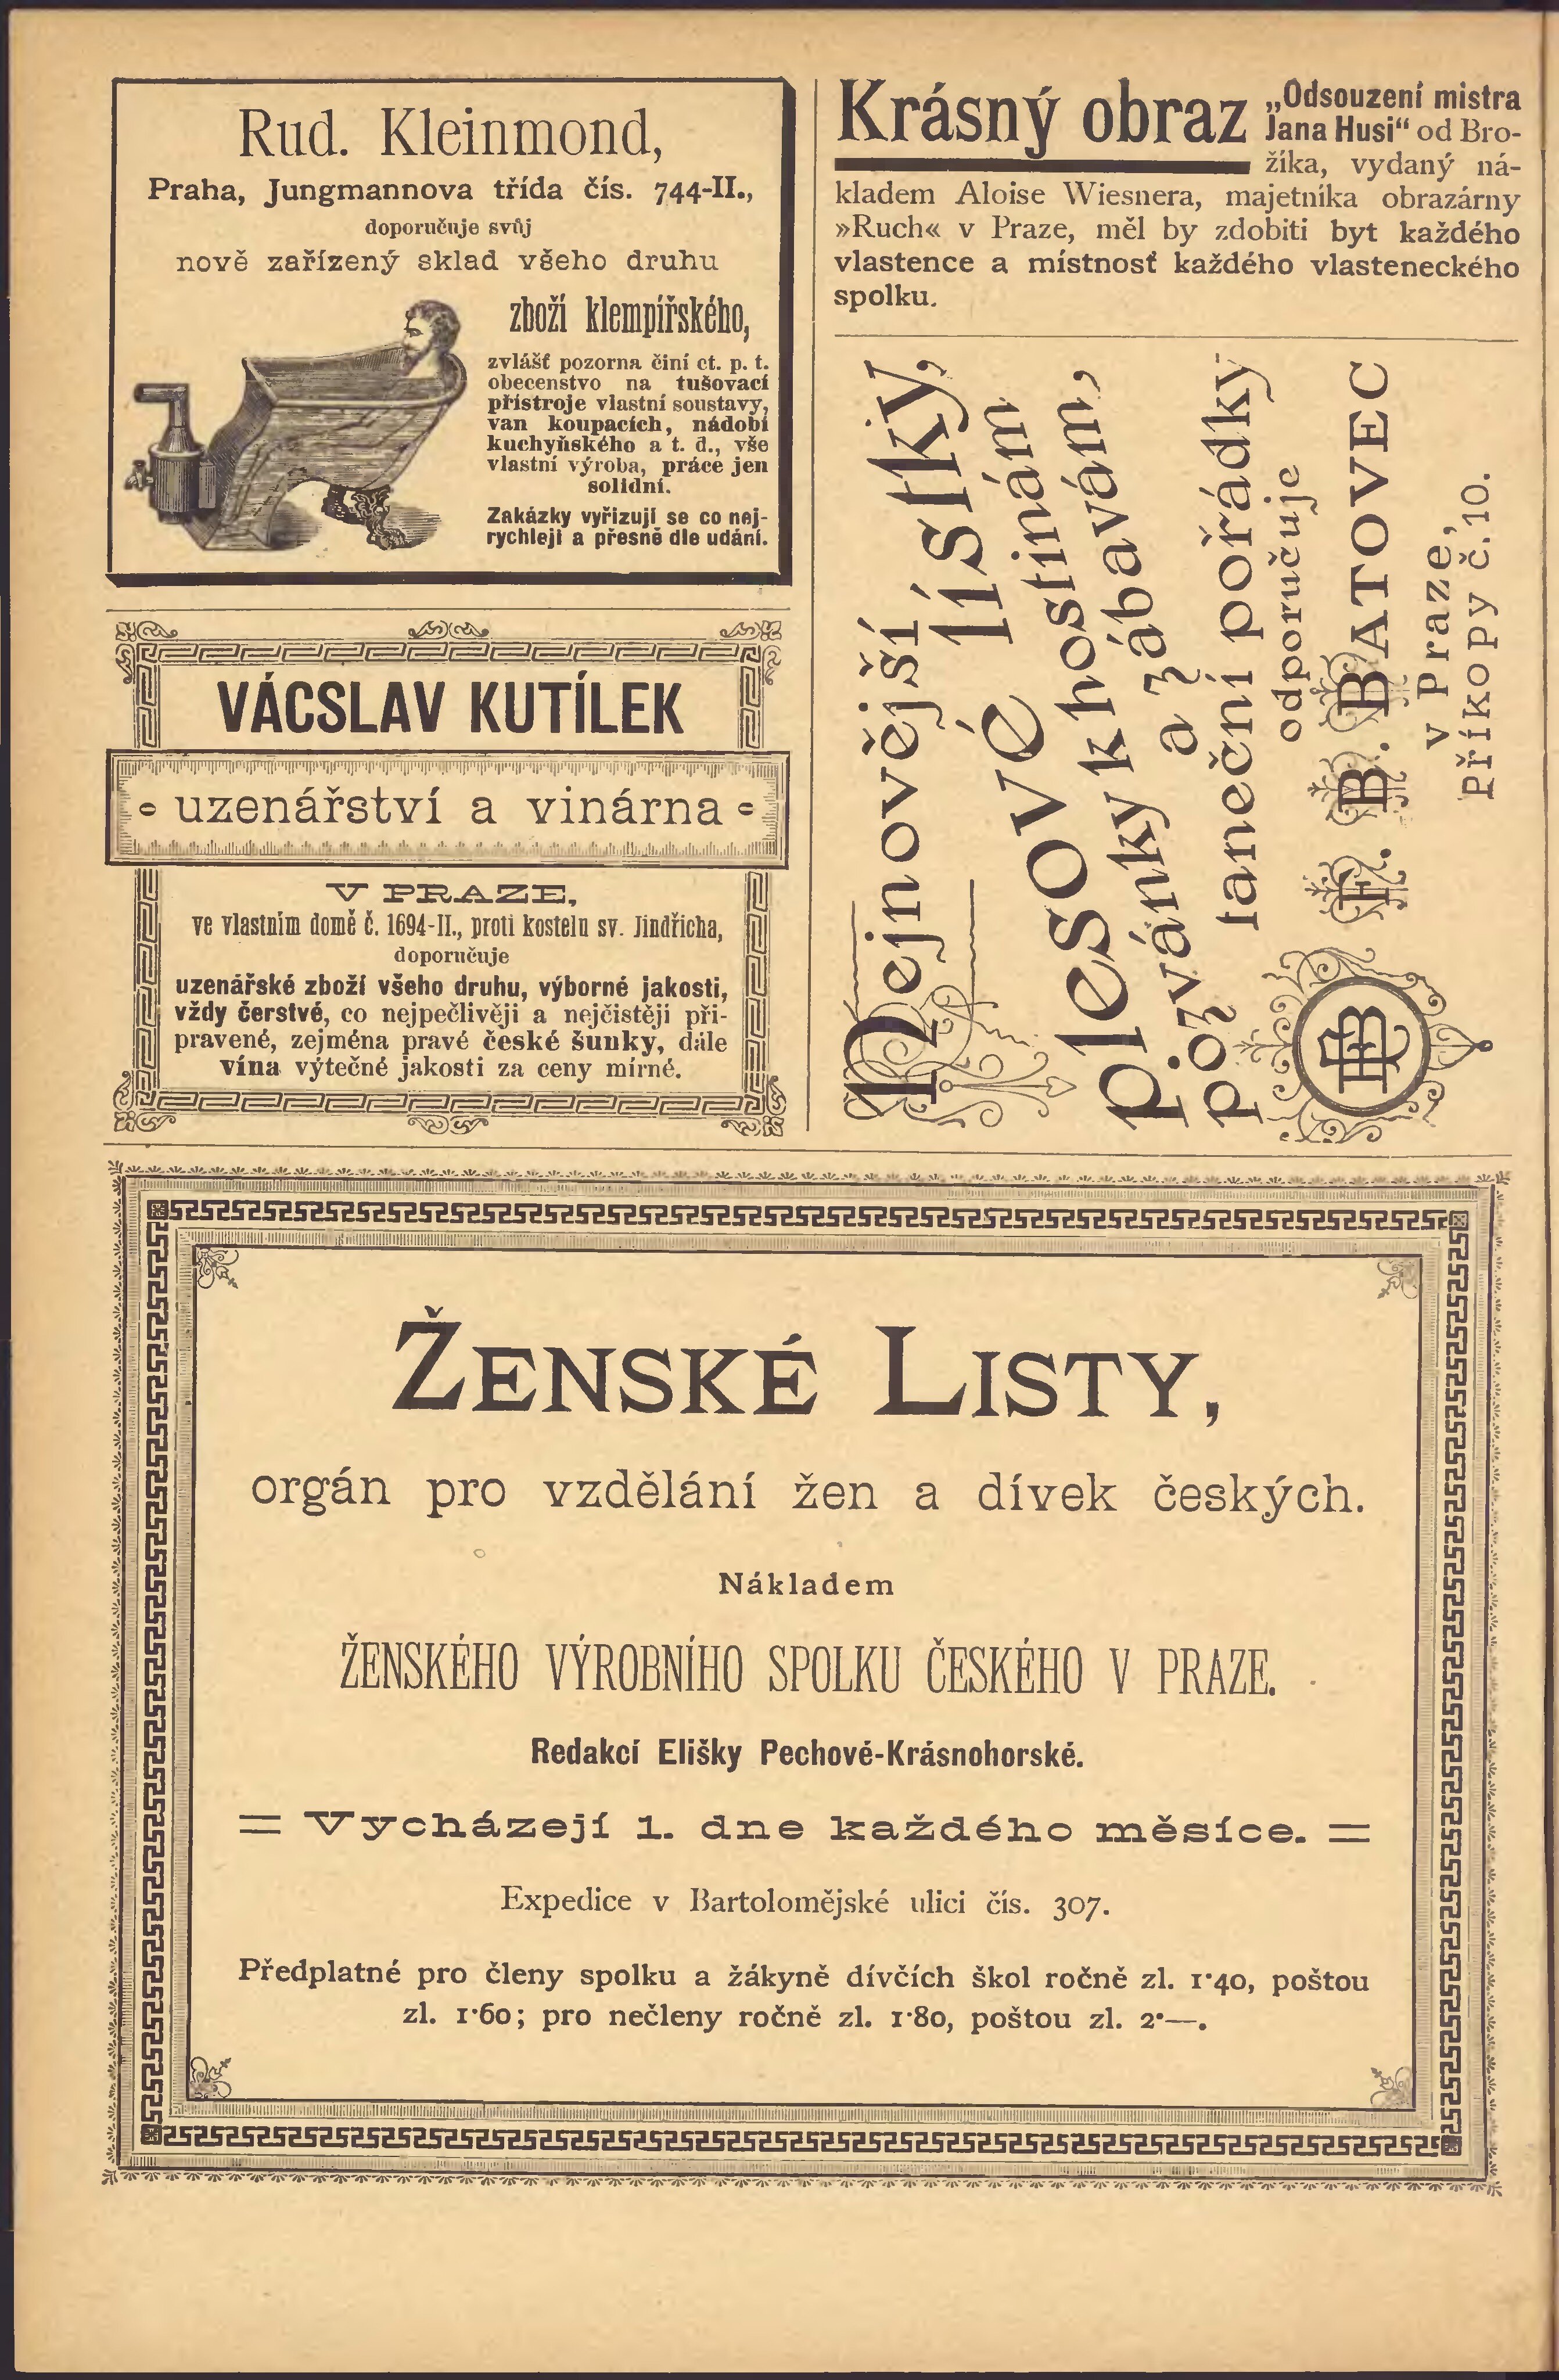 Rud. Kleinmond,
Praha, Jungmannova třída čís. 744-II.,
doporučuje svůj
nově zařízený sklad všeho druhu
zboží klempířského,
zvlášť pozorna činí ct. p. t.
obecenstvo na tušovací
přístroje vlastní soustavy,
van koupacích, nádobí
kuchyňského a t. d., vše
vlastní výroba, práce jen
solidní.
Zakázky vyřizují se co nej-
rychleji a přesně dle udání.
VÁCSLAV KUTÍLEK
uzenářství a vinárna
V PRAZE,
ve vlastním domě č. 1694-II., proti kostelu sv. Jindřicha,
doporučuje
uzenářské zboží všeho druhu, výborné jakosti,
vždy čerstvé, co nejpečlivěji a nejčistěji při-
pravené, zejména pravé české šunky, dále
vína výtečné jakosti za ceny mírné.
Krásný obraz „Odsouzení mistra
Jana Husi“ od Bro-
žíka, vydaný ná-
kladem Aloise Wiesnera, majetníka obrazárny
»Ruch« v Praze, měl by zdobiti byt každého
vlastence a místnosť každého vlasteneckého
spolku.
Nejnovější
plesové lístky,
pozvánky k hostinám
a zábavám,
taneční pořádky
odporučuje
F. B. BATOVEC
v Praze,
Příkopy č. 10.
FBB
ŽENSKÉ LISTY,
orgán pro vzdělání žen a dívek českých.
Nákladem
ŽENSKÉHO VÝROBNÍHO SPOLKU ČESKÉHO V PRAZE.
Redakcí Elišky Pechové-Krásnohorské.
= Vycházejí 1. dne každého měsíce. =
Expedice v Bartolomějské ulici čís. 307.
Předplatné pro členy spolku a žákyně dívčích škol ročně zl. 1·40, poštou
zl. 1·60; pro nečleny ročně zl. 1·80, poštou zl. 2·—.